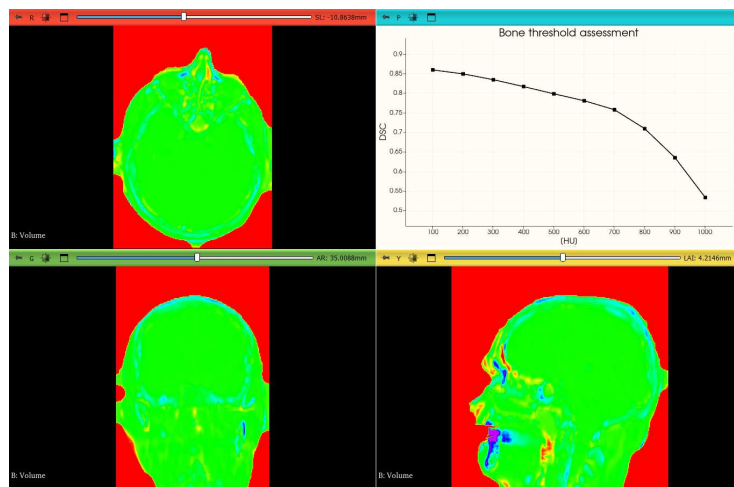 R
SL: -10.8638mm
P
Bone threshold assessment
0.9
0.85
0.8
0.75
0.7
0.65
0.6
0.55
0.5
DSC
100 200 300 400 500 600 700 800 900 1000
(HU)
B: Volume
G
AR: 35.0088mm
Y
LAI: 4.2146mm
B: Volume
B: Volume